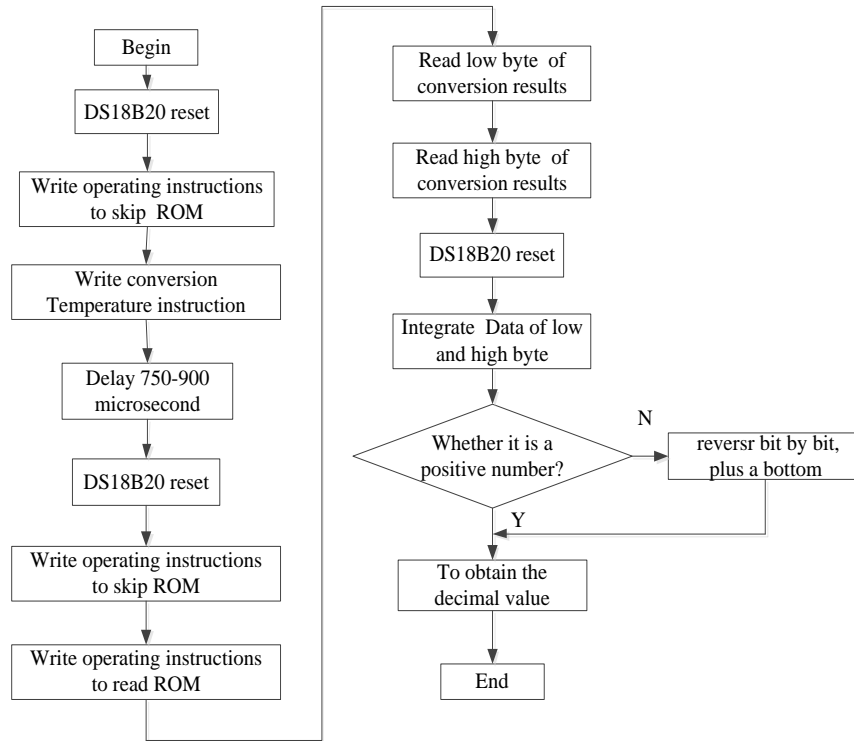 Begin
DS18B20 reset
Write operating instructions
to skip ROM
Write conversion
Temperature instruction
Delay 750-900
microsecond
DS18B20 reset
Write operating instructions
to skip ROM
Write operating instructions
to read ROM
Read low byte of
conversion results
Read high byte of
conversion results
DS18B20 reset
Integrate Data of low
and high byte
Whether it is a
positive number?
N
reversr bit by bit,
plus a bottom
Y
To obtain the
decimal value
End